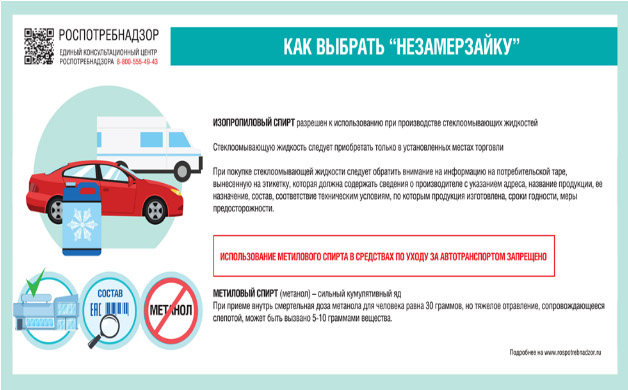 РОСПОТРЕБНАДЗОР
ЕДИНЫЙ КОНСУЛЬТАЦИОННЫЙ ЦЕНТР
РОСПОТРЕБНАДЗОРА 8-800-555-49-43
КАК ВЫБРАТЬ “НЕЗАМЕРЗАЙКУ”
ИЗОПРОПИЛОВЫЙ СПИРТ разрешен к использованию при производстве стеклоомывающих жидкостей
Стеклоомывающую жидкость следует приобретать только в установленных местах торговли
При покупке стеклоомывающей жидкости следует обратить внимание на информацию на потребительской таре,
вынесенную на этикетку, которая должна содержать сведения о производителе с указанием адреса, название продукции, ее
назначение, состав, соответствие техническим условиям, по которым продукция изготовлена, сроки годности, меры
предосторожности.
ИСПОЛЬЗОВАНИЕ МЕТИЛОВОГО СПИРТА В СРЕДСТВАХ ПО УХОДУ ЗА АВТОТРАНСПОРТОМ ЗАПРЕЩЕНО
СОСТАВ
EAC
МЕТАНОЛ
МЕТИЛОВЫЙ СПИРТ (метанол) – сильный кумулятивный яд
При приеме внутрь смертельная доза метанола для человека равна 30 граммов, но тяжелое отравление, сопровождающееся
слепотой, может быть вызвано 5-10 граммами вещества.
Подробнее на www.rospotrebnadzor.ru